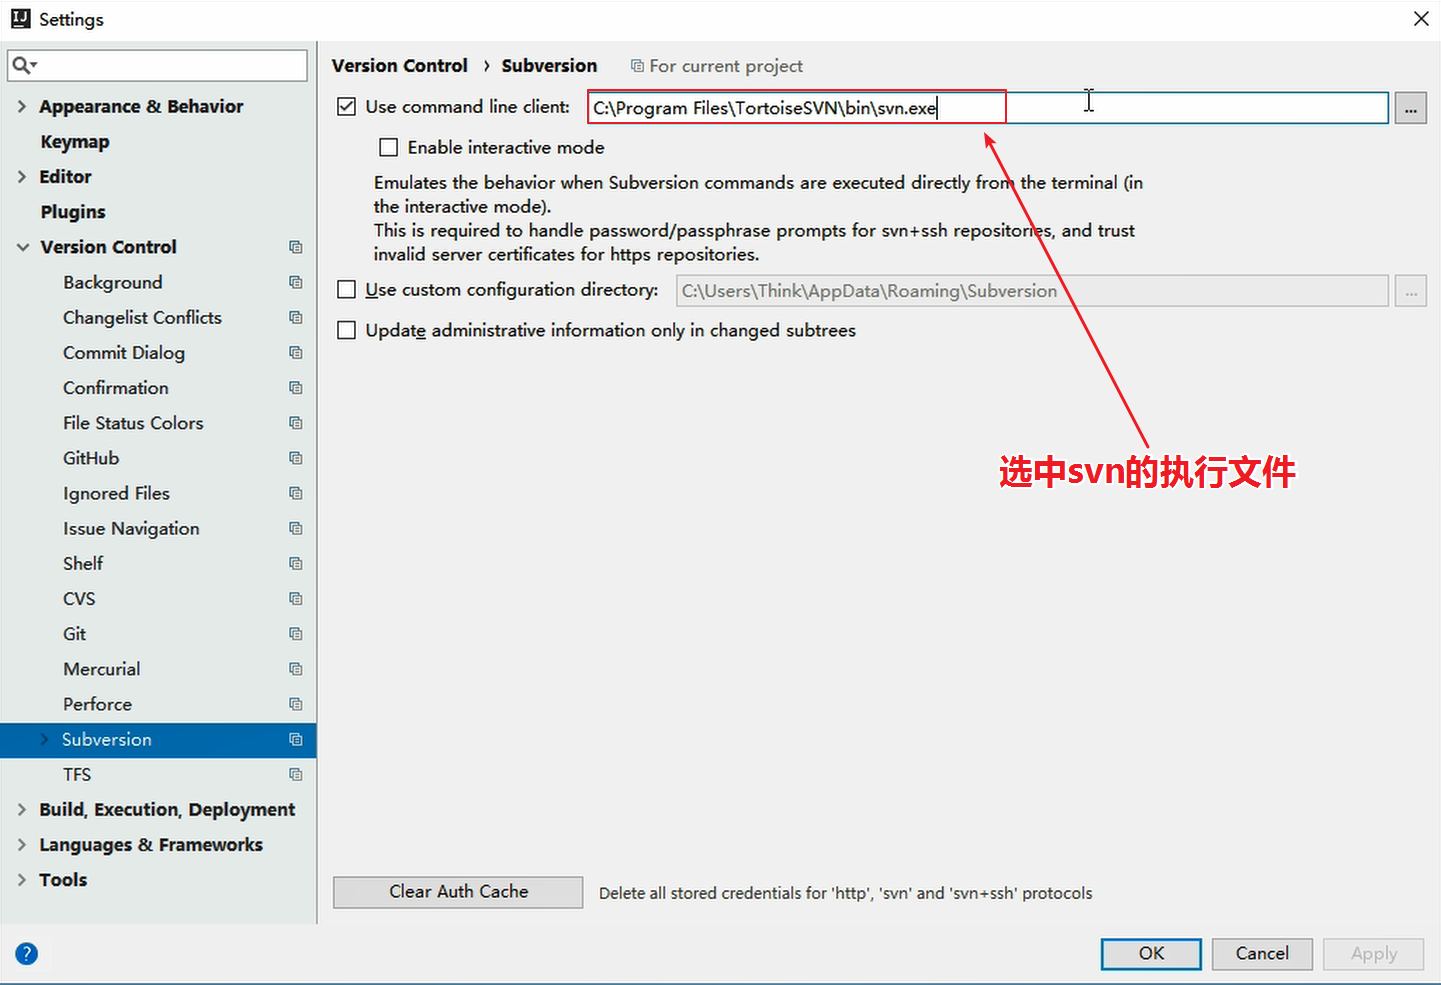 Settings
Appearance & Behavior
Keymap
Editor
Plugins
Version Control
Background
Changelist Conflicts
Commit Dialog
Confirmation
File Status Colors
GitHub
Ignored Files
Issue Navigation
Shelf
CVS
Git
Mercurial
Perforce
Subversion
TFS
Build, Execution, Deployment
Languages & Frameworks
Tools
Version Control › Subversion For current project
Use command line client: C:\Program Files\TortoiseSVN\bin\svn.exe ...
Enable interactive mode
Emulates the behavior when Subversion commands are executed directly from the terminal (in
the interactive mode).
This is required to handle password/passphrase prompts for svn+ssh repositories, and trust
invalid server certificates for https repositories.
Use custom configuration directory: C:\Users\Think\AppData\Roaming\Subversion ...
Update administrative information only in changed subtrees
选中svn的执行文件
Clear Auth Cache Delete all stored credentials for 'http', 'svn' and 'svn+ssh' protocols
? OK Cancel Apply